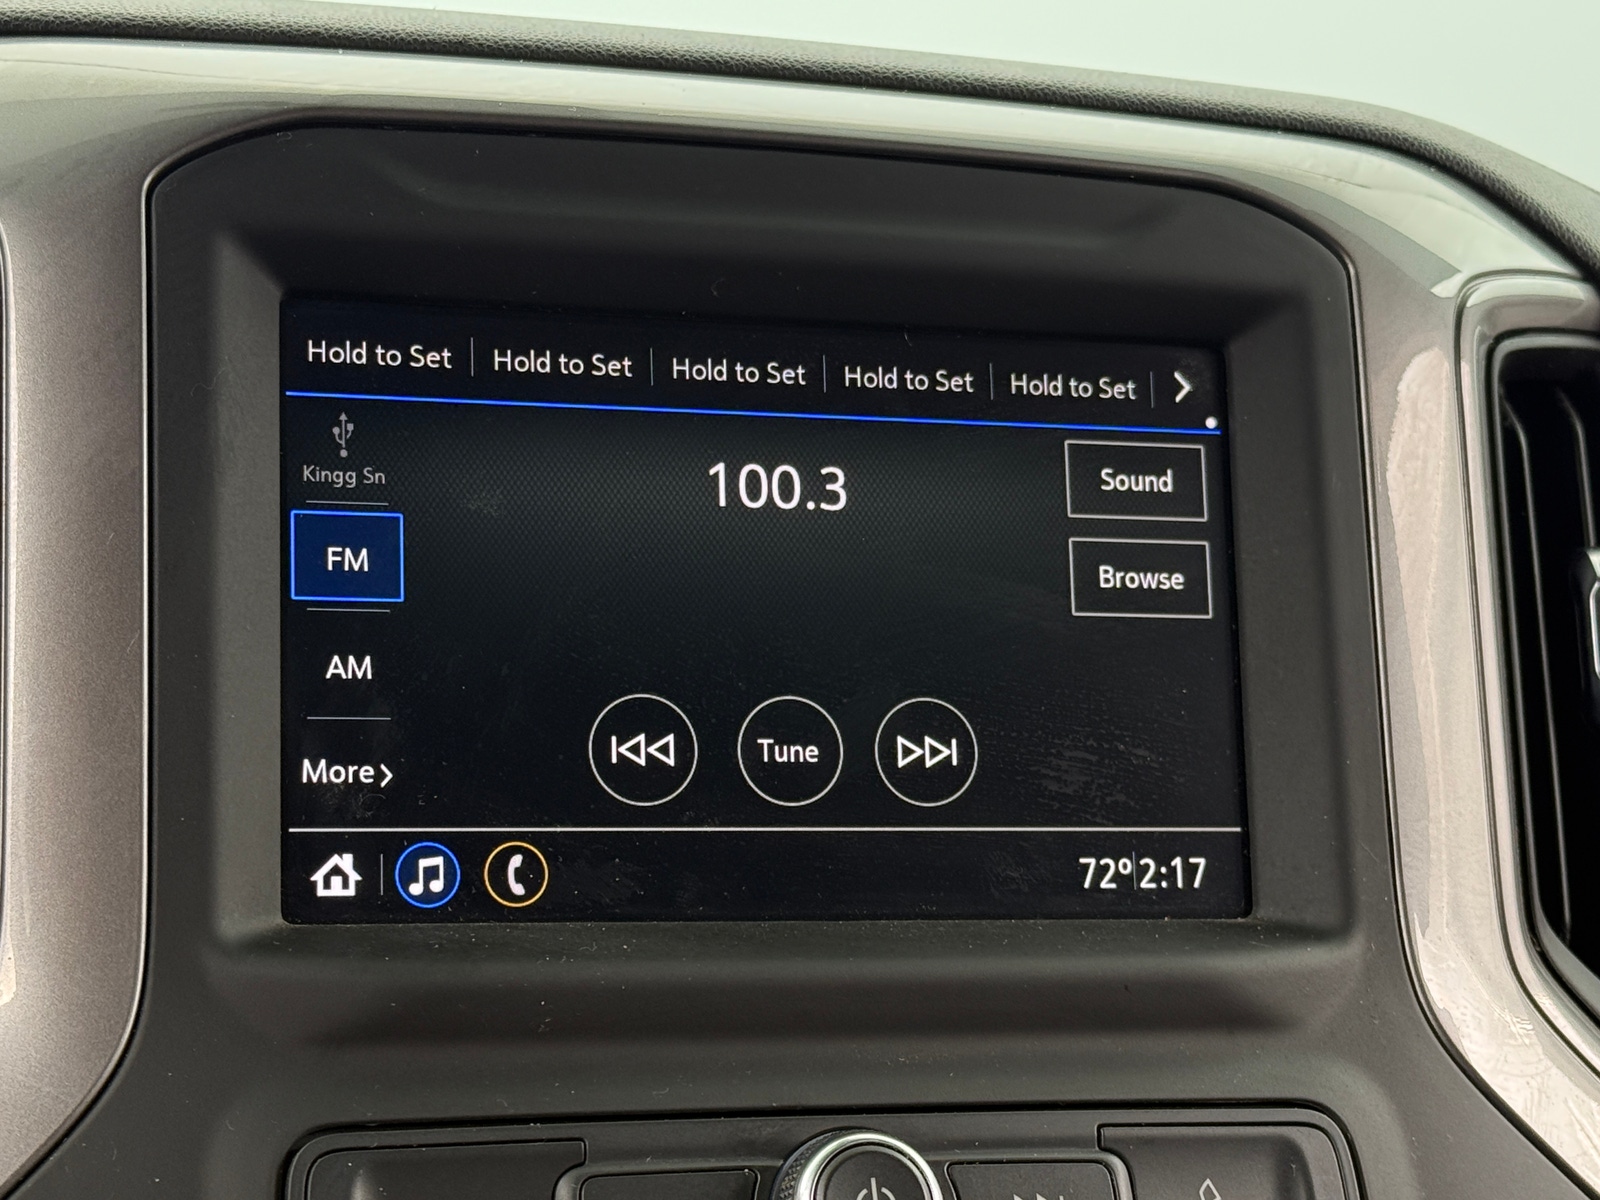 Hold to Set Hold to Set Hold to Set Hold to Set Hold to Set
Kingg Sn
100.3
Sound
FM
Browse
AM
Tune
More
72° 2:17